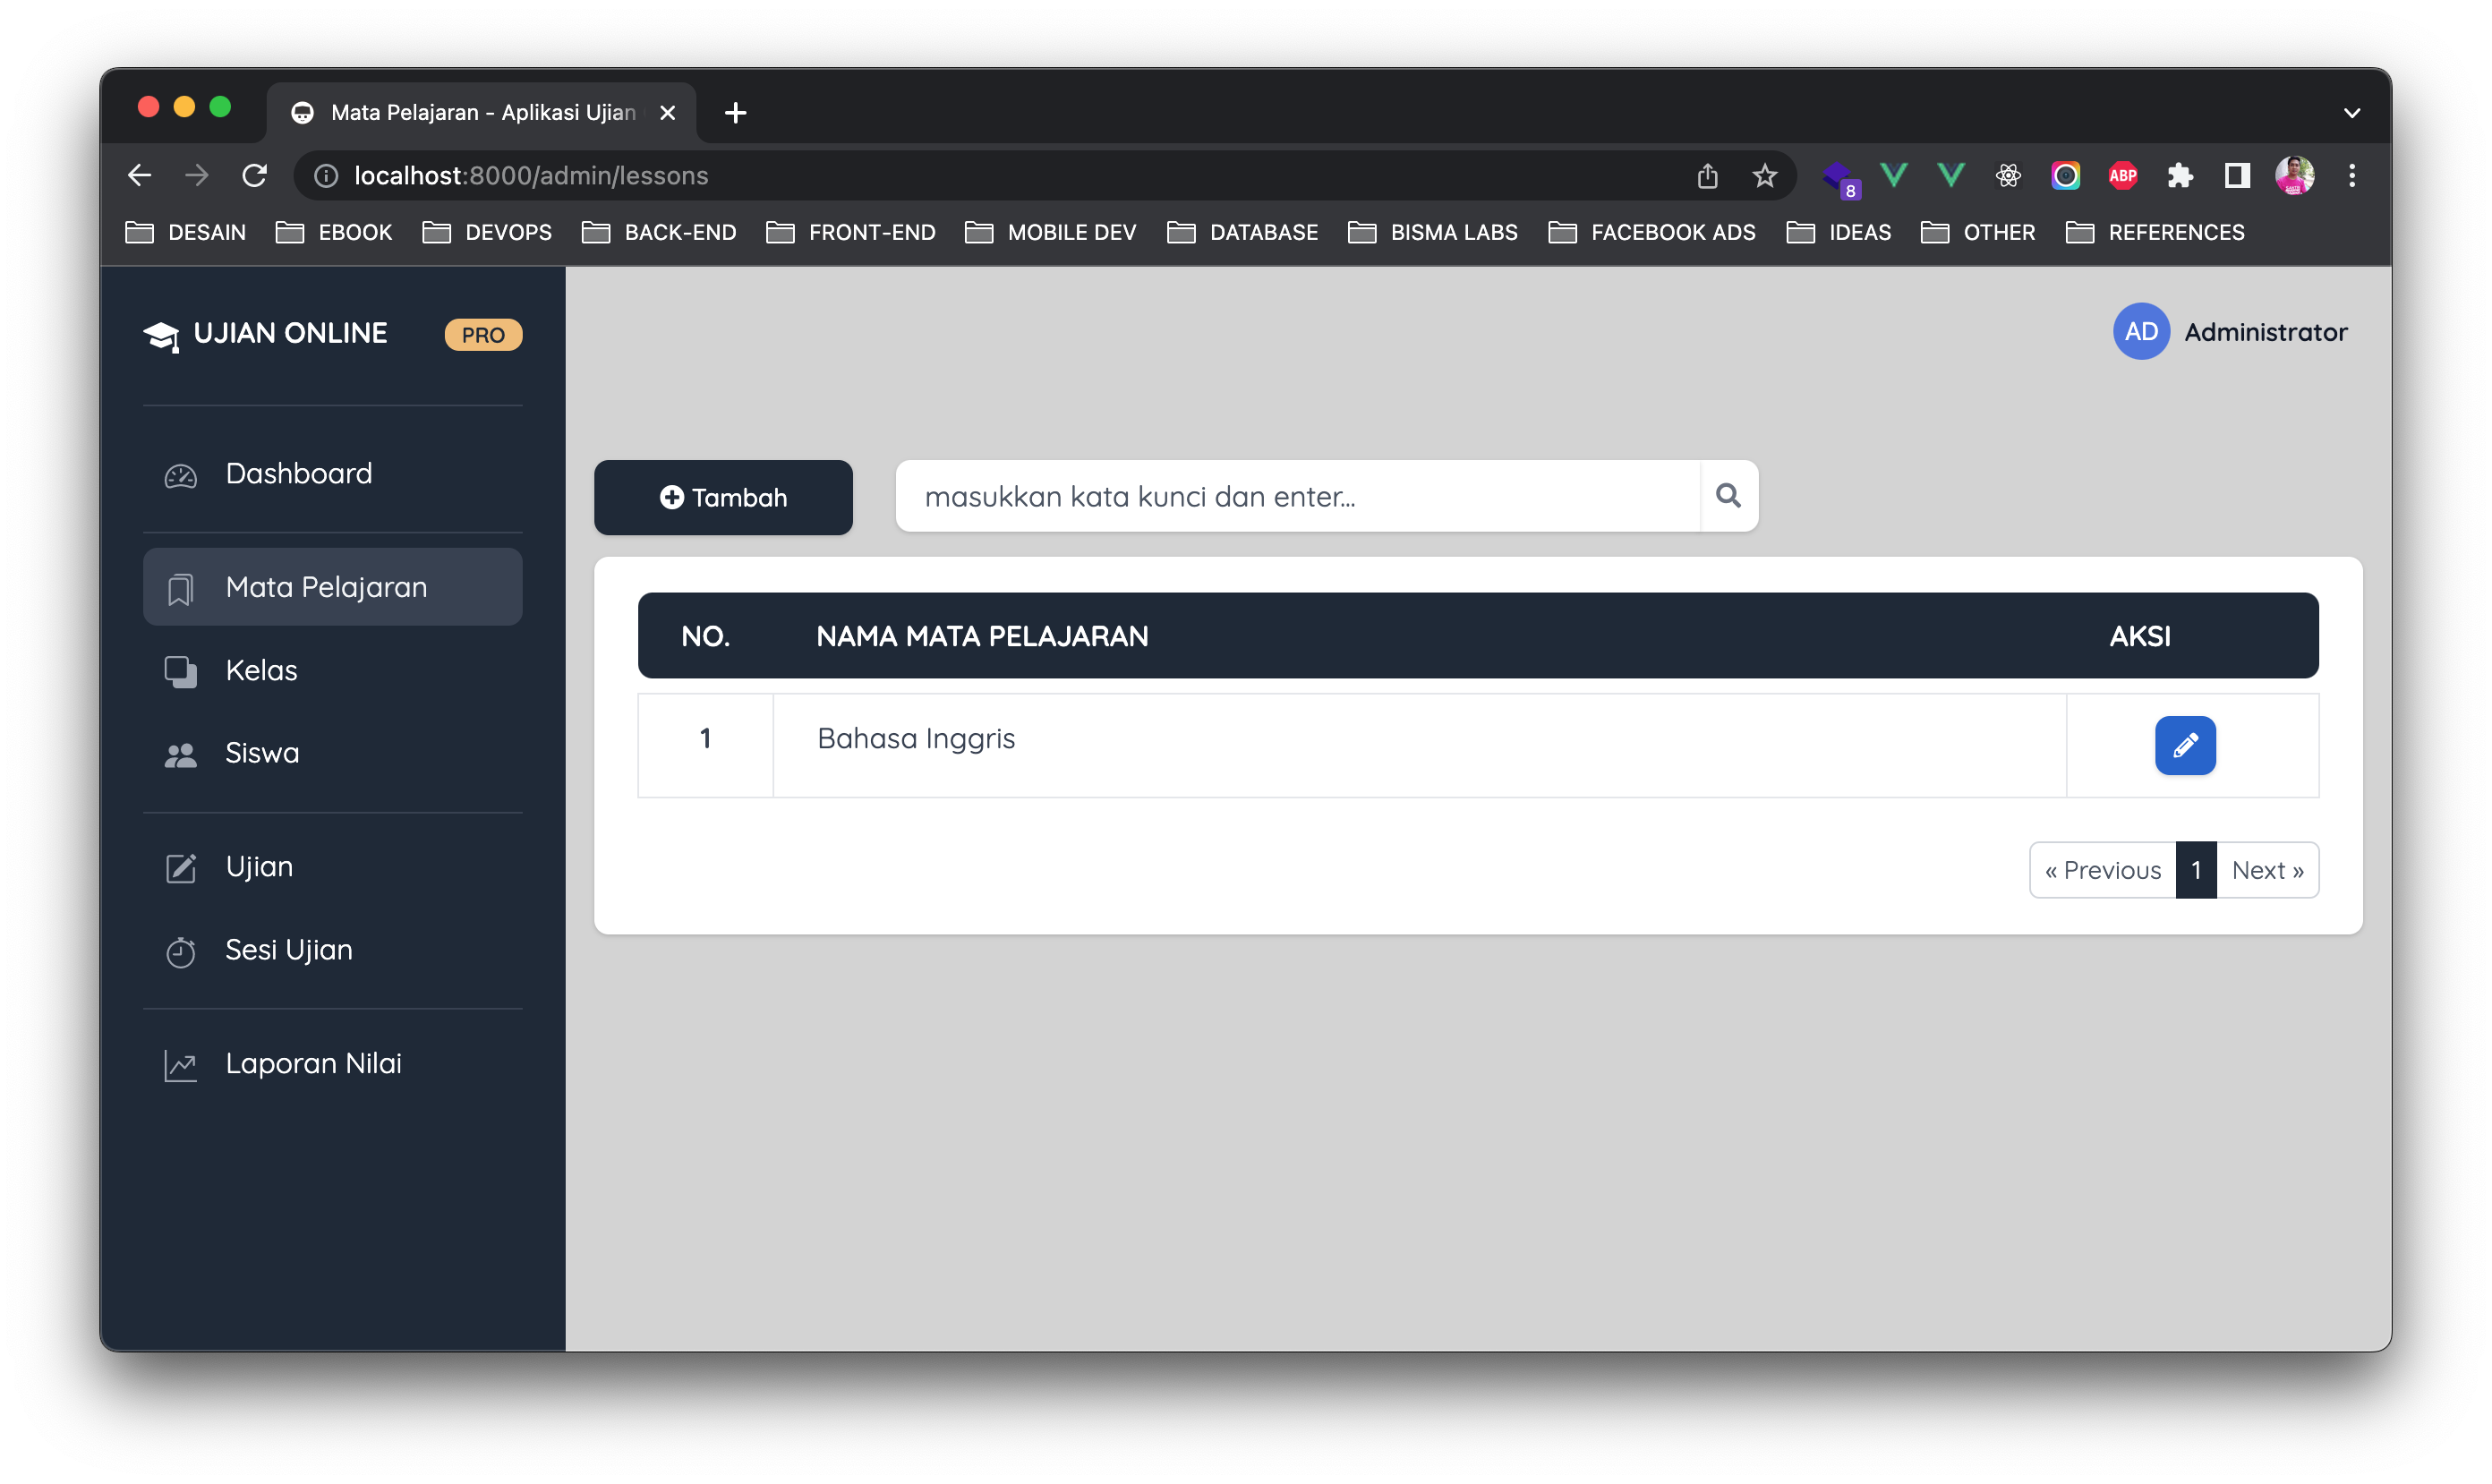 Mata Pelajaran - Aplikasi Ujian
localhost:8000/admin/lessons
8
ABP
DESAIN EBOOK DEVOPS BACK-END FRONT-END MOBILE DEV DATABASE BISMA LABS FACEBOOK ADS IDEAS OTHER REFERENCES
UJIAN ONLINE PRO
AD Administrator
Dashboard
Mata Pelajaran
Kelas
Siswa
Ujian
Sesi Ujian
Laporan Nilai
Tambah
masukkan kata kunci dan enter...
NO. NAMA MATA PELAJARAN AKSI
1 Bahasa Inggris
« Previous 1 Next »